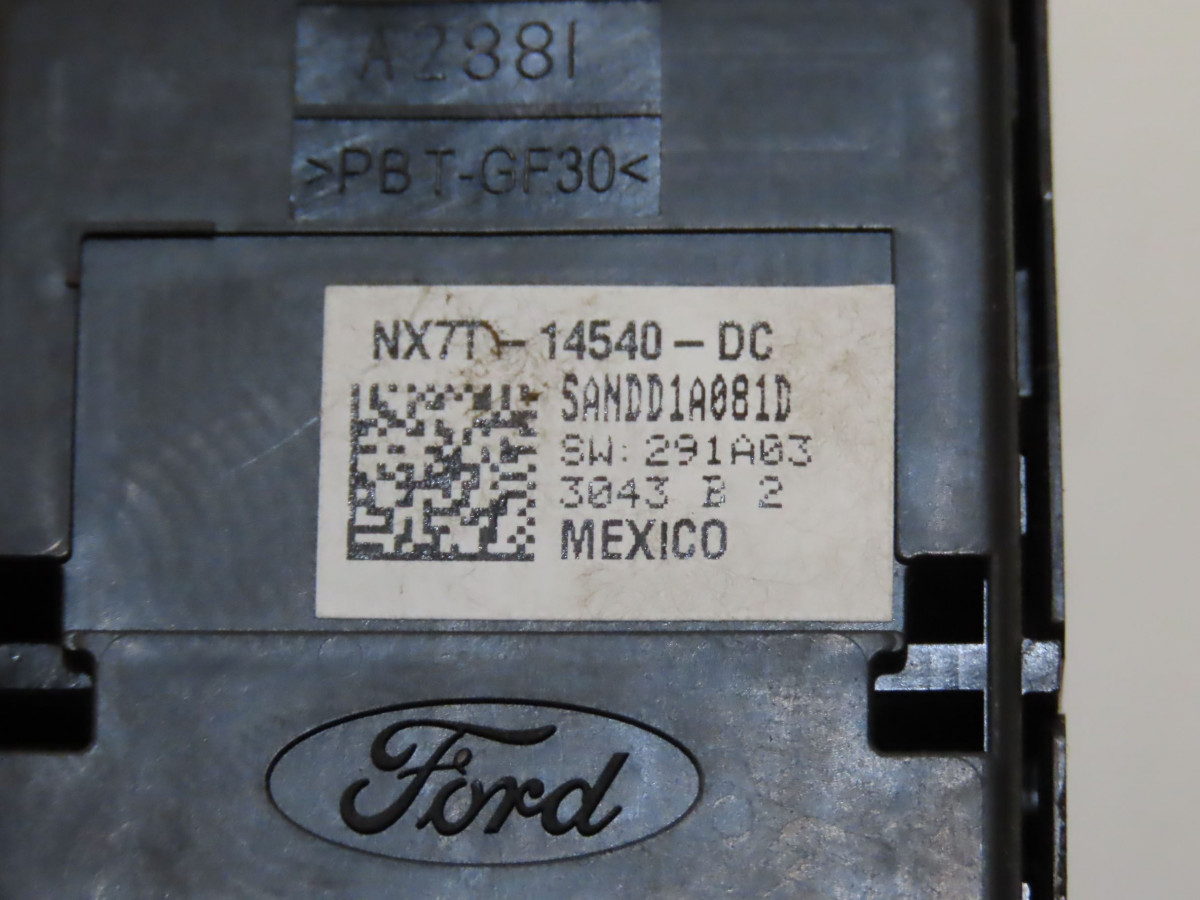 A2881
>PBT-GF30<
NX7T-14540-DC
SANDD1A081D
SW:291A03
3043 B 2
MEXICO
Ford